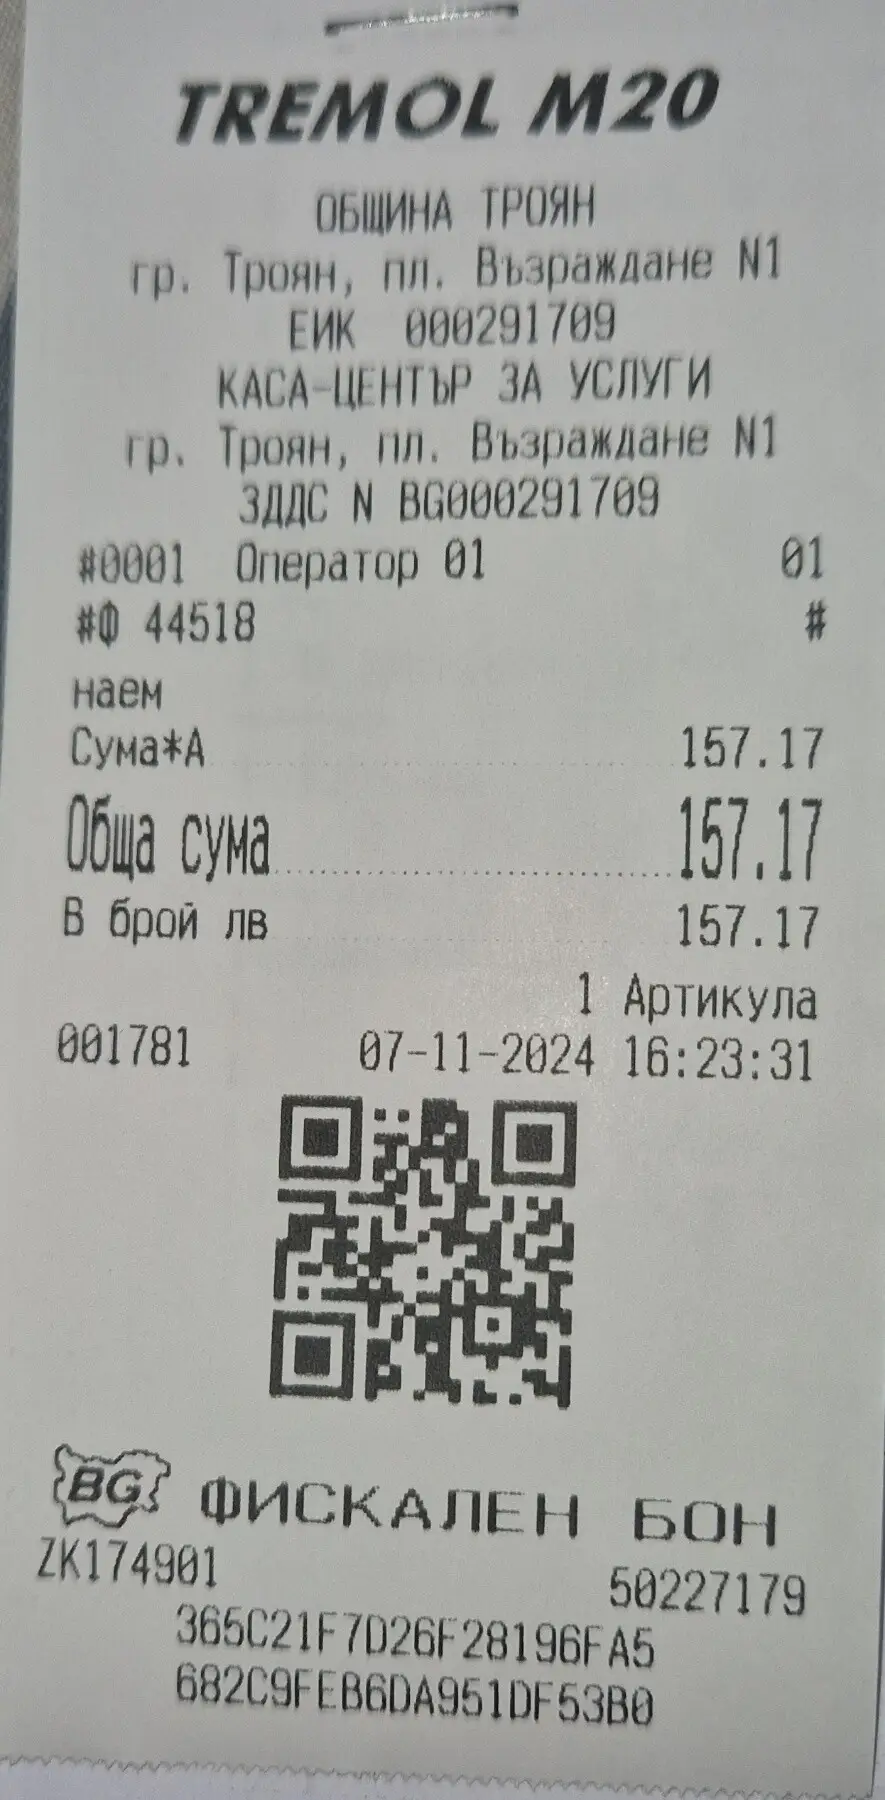 TREMOL M20
ОБЩИНА ТРОЯН
гр. Троян, пл. Възраждане N1
ЕИК 000291709
КАСА-ЦЕНТЪР ЗА УСЛУГИ
гр. Троян, пл. Възраждане N1
ЗДДС N BG000291709
#0001 Оператор 01 01
#Ф 44518 #
наем
Сума*А 157.17
Обща сума 157.17
В брой лв 157.17
1 Артикула
001781 07-11-2024 16:23:31
BG ФИСКАЛЕН БОН
ZK174901 50227179
365C21F7D26F28196FA5
682C9FEB6DA951DF53B0